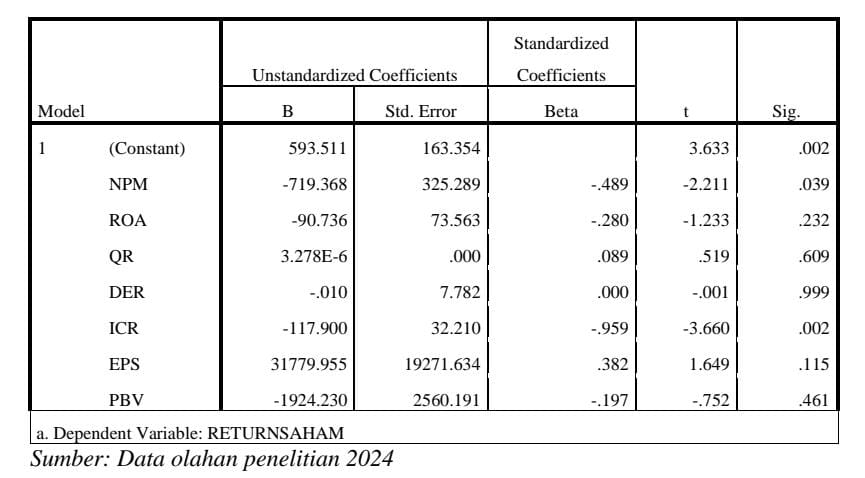 Standardized
Unstandardized Coefficients Coefficients
Model B Std. Error Beta t Sig.
1 (Constant) 593.511 163.354 3.633 .002
NPM -719.368 325.289 -.489 -2.211 .039
ROA -90.736 73.563 -.280 -1.233 .232
QR 3.278E-6 .000 .089 .519 .609
DER -.010 7.782 .000 -.001 .999
ICR -117.900 32.210 -.959 -3.660 .002
EPS 31779.955 19271.634 .382 1.649 .115
PBV -1924.230 2560.191 -.197 -.752 .461
a. Dependent Variable: RETURNSAHAM
Sumber: Data olahan penelitian 2024